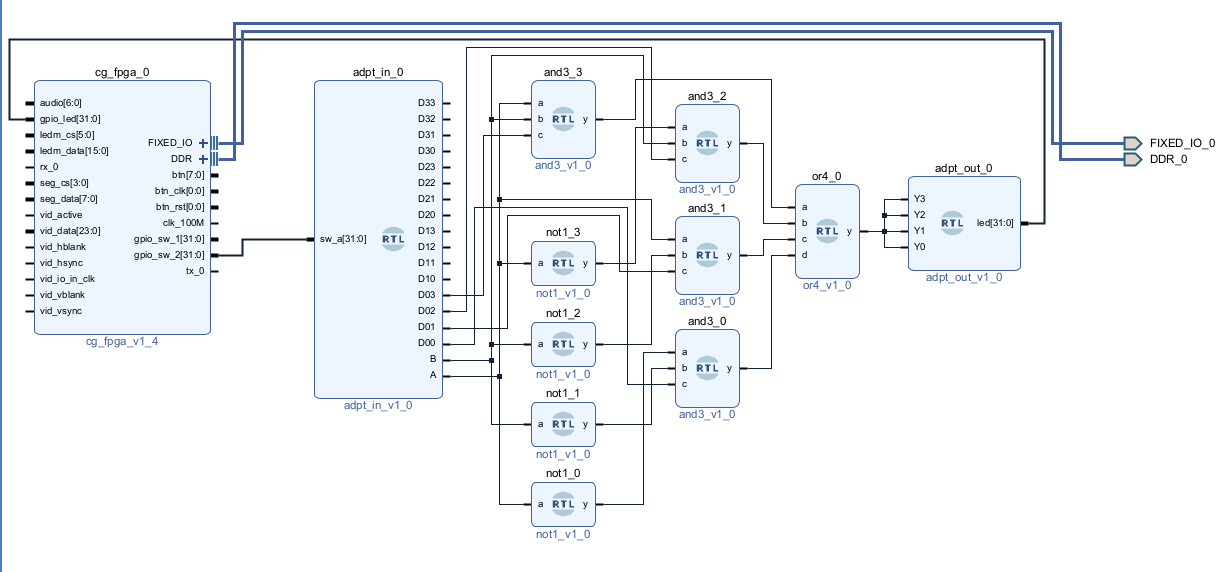 cg_fpga_0
audio[6:0]
gpio_led[31:0]
ledm_cs[5:0]
ledm_data[15:0]
rx_0
seg_cs[3:0]
seg_data[7:0]
vid_active
vid_data[23:0]
vid_hblank
vid_hsync
vid_io_in_clk
vid_vblank
vid_vsync
FIXED_IO
DDR
btn[7:0]
btn_clk[0:0]
btn_rst[0:0]
clk_100M
gpio_sw_1[31:0]
gpio_sw_2[31:0]
tx_0
cg_fpga_v1_4
adpt_in_0
sw_a[31:0]
RTL
D33
D32
D31
D30
D23
D22
D21
D20
D13
D12
D11
D10
D03
D02
D01
D00
B
A
adpt_in_v1_0
and3_3
a
b
c
RTL
y
and3_v1_0
not1_3
a
RTL
y
not1_v1_0
not1_2
a
RTL
y
not1_v1_0
not1_1
a
RTL
y
not1_v1_0
not1_0
a
RTL
y
not1_v1_0
and3_2
a
b
c
RTL
y
and3_v1_0
and3_1
a
b
c
RTL
y
and3_v1_0
and3_0
a
b
c
RTL
y
and3_v1_0
or4_0
a
b
c
d
RTL
y
or4_v1_0
adpt_out_0
Y3
Y2
Y1
Y0
RTL
led[31:0]
adpt_out_v1_0
FIXED_IO_0
DDR_0